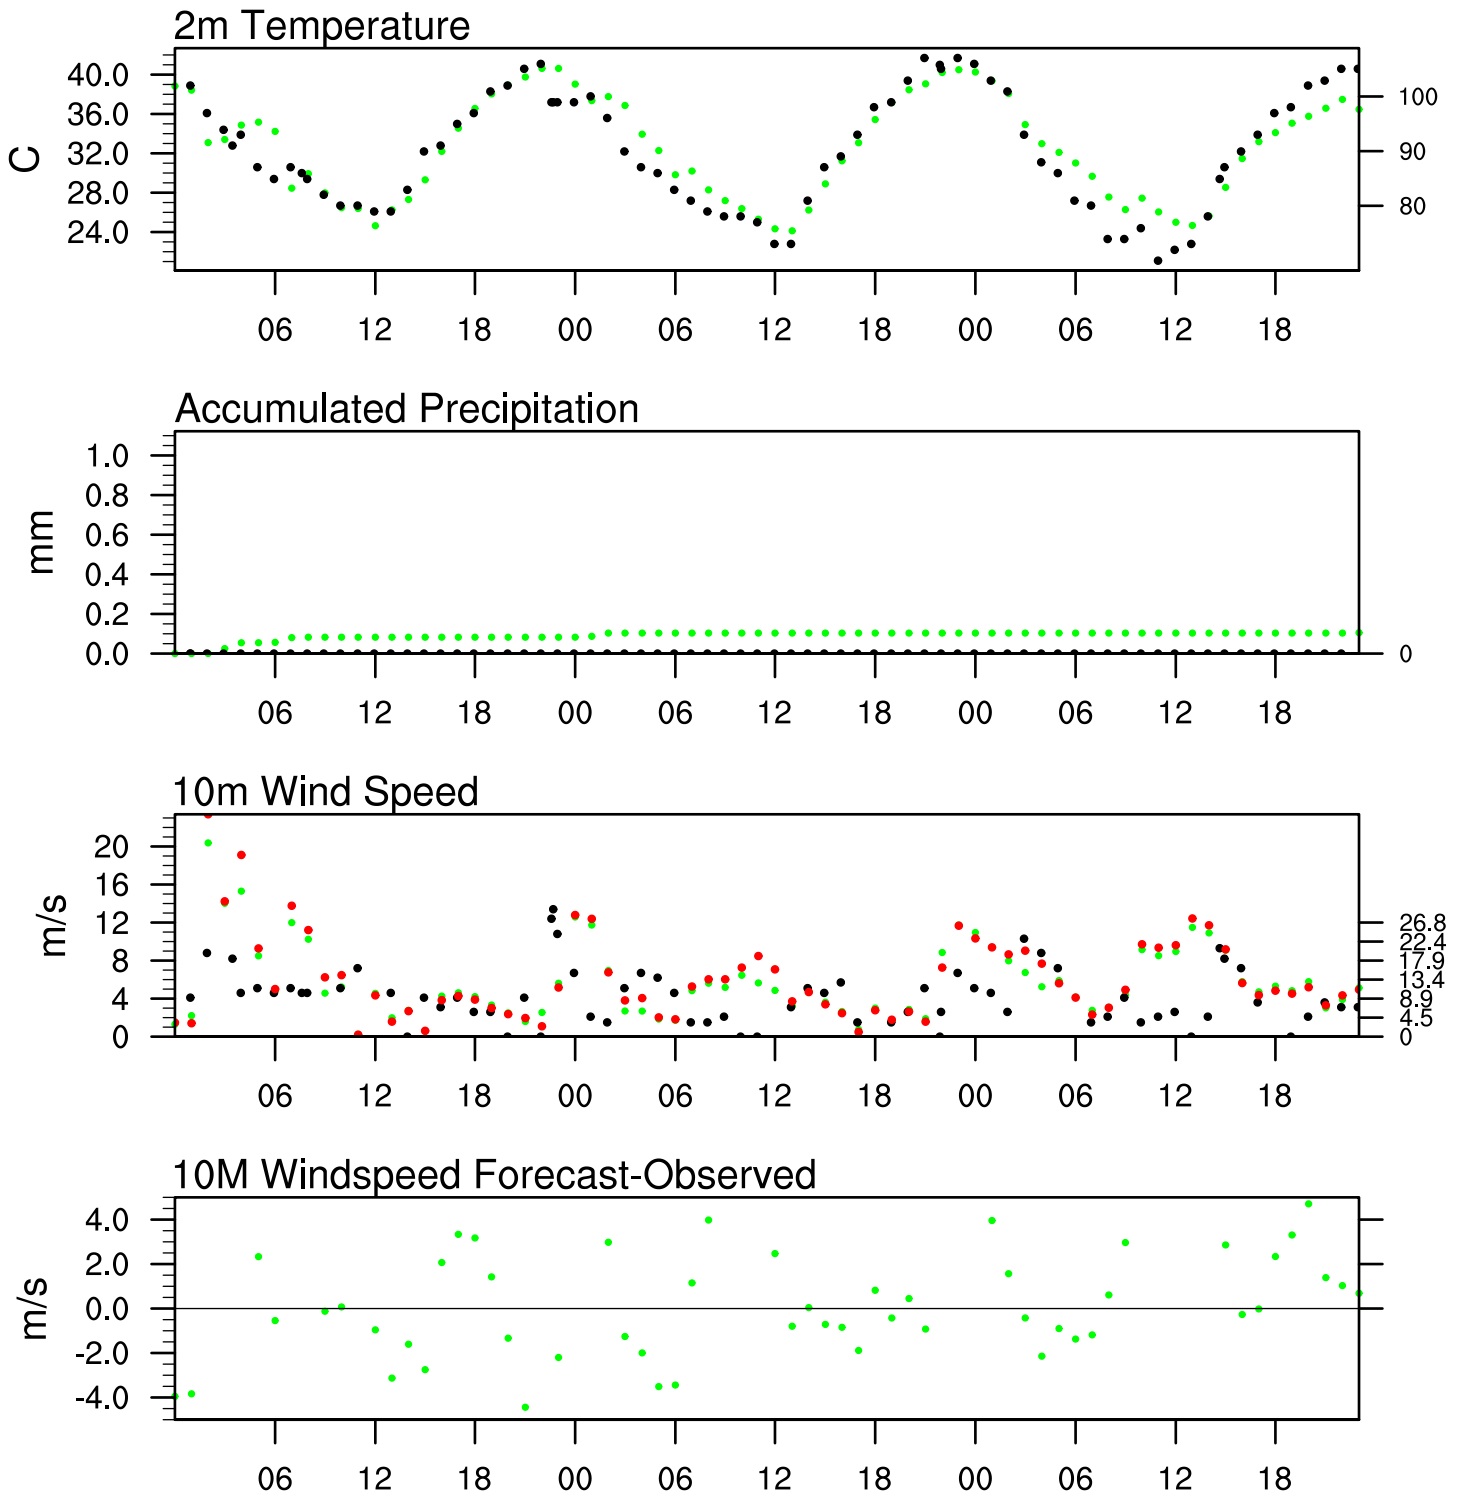 2m Temperature
40.0
36.0
32.0
28.0
24.0
C
100
90
80
06 12 18 00 06 12 18 00 06 12 18
Accumulated Precipitation
1.0
0.8
0.6
0.4
0.2
0.0
mm
0
06 12 18 00 06 12 18 00 06 12 18
10m Wind Speed
20
16
12
8
4
0
m/s
26.8
22.4
17.9
13.4
8.9
4.5
0
06 12 18 00 06 12 18 00 06 12 18
10M Windspeed Forecast-Observed
4.0
2.0
0.0
-2.0
-4.0
m/s
06 12 18 00 06 12 18 00 06 12 18